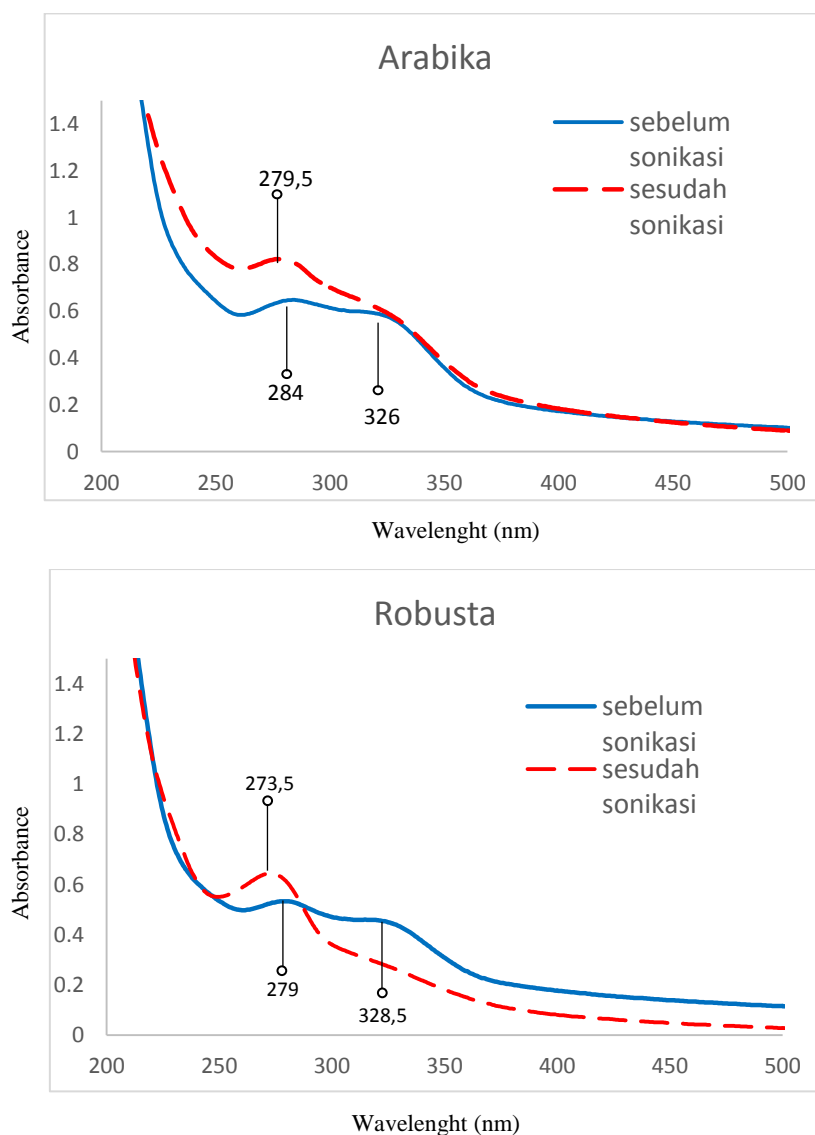 Arabika
1.4
1.2
1
0.8
0.6
0.4
0.2
0
Absorbance
sebelum
sonikasi
sesudah
sonikasi
279,5
284
326
200 250 300 350 400 450 500
Wavelenght (nm)
Robusta
1.4
1.2
1
0.8
0.6
0.4
0.2
0
Absorbance
sebelum
sonikasi
sesudah
sonikasi
273,5
279
328,5
200 250 300 350 400 450 500
Wavelenght (nm)